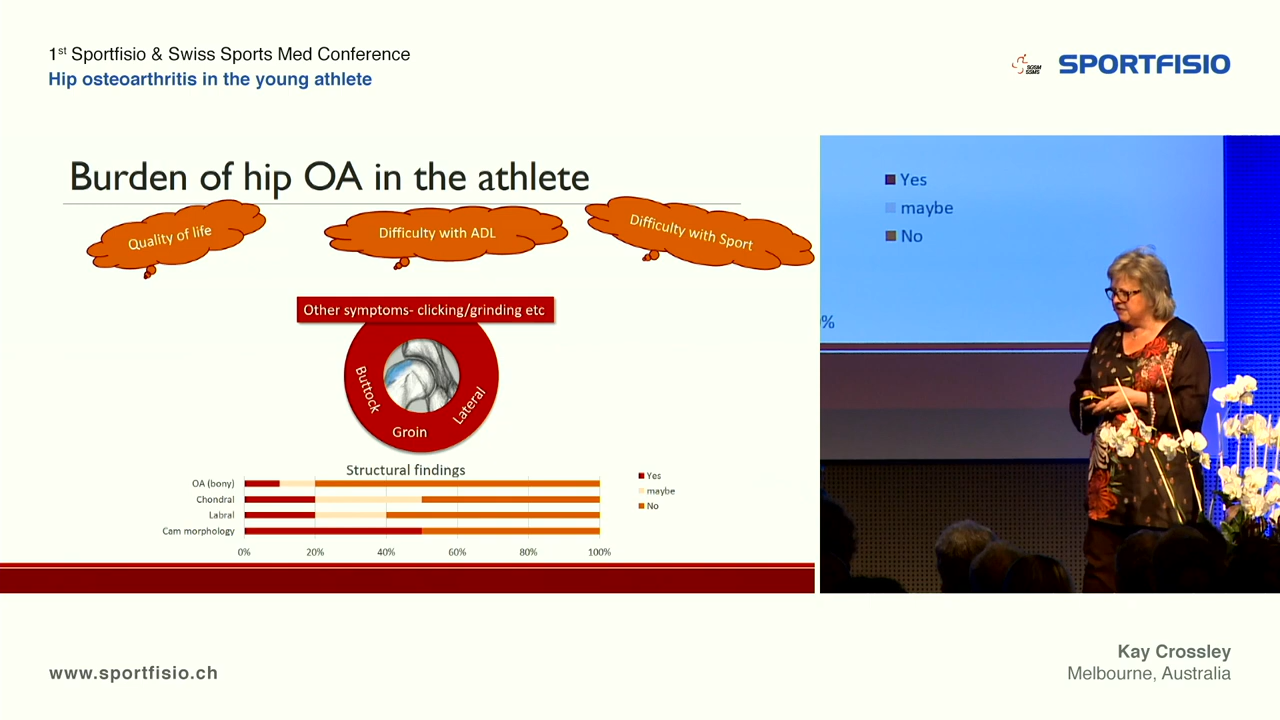 1st Sportfisio & Swiss Sports Med Conference
Hip osteoarthritis in the young athlete
SGSM
SSMS
SPORTFISIO
Burden of hip OA in the athlete
Quality of life
Difficulty with ADL
Difficulty with Sport
Other symptoms- clicking/grinding etc
Buttock
Groin
Lateral
Structural findings
OA (bony)
Chondral
Labral
Cam morphology
0% 20% 40% 60% 80% 100%
Yes
maybe
No
Yes
maybe
No
%
www.sportfisio.ch
Kay Crossley
Melbourne, Australia